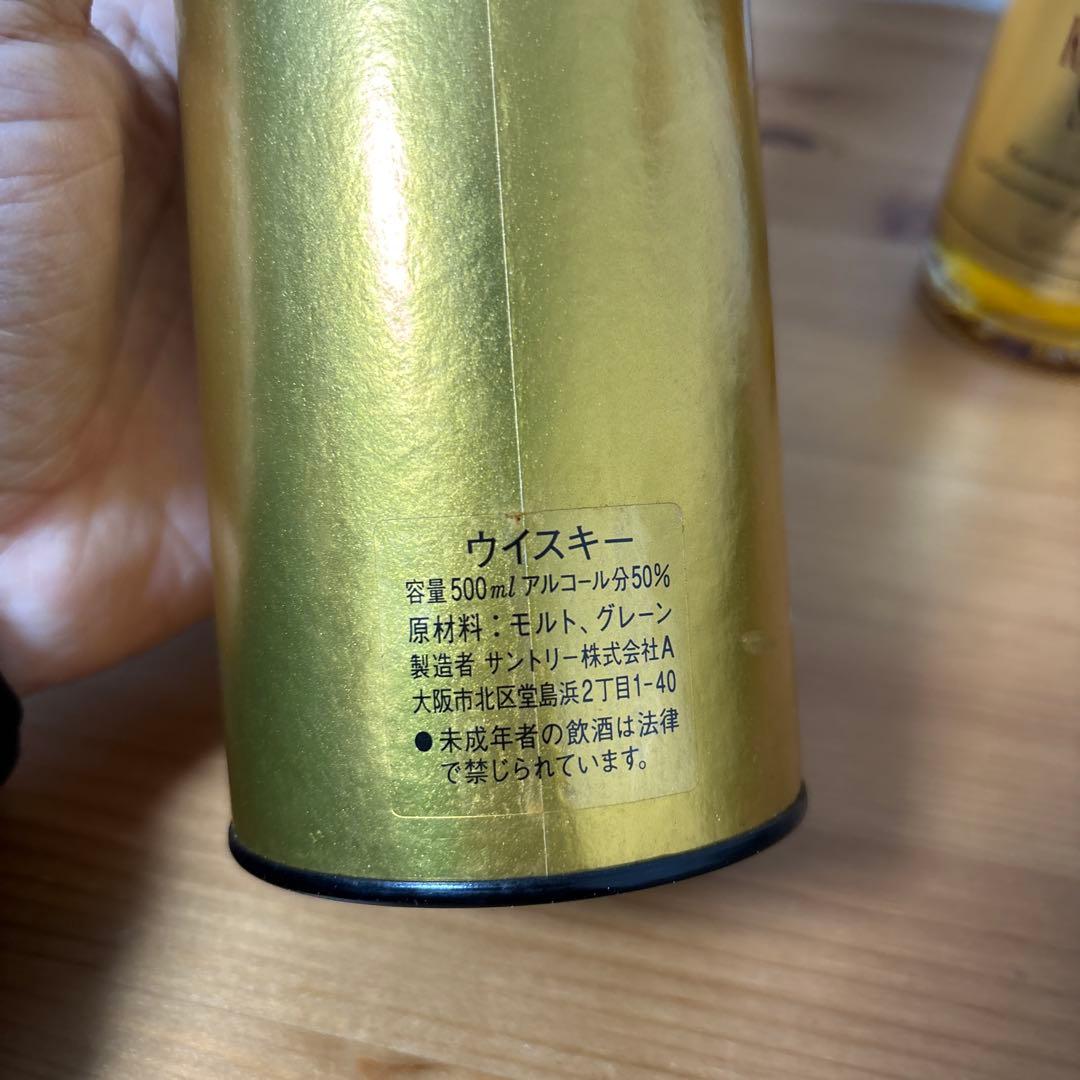 ウイスキー
容量500ml アルコール分50%
原材料：モルト、グレーン
製造者 サントリー株式会社A
大阪市北区堂島浜2丁目1-40
●未成年者の飲酒は法律
で禁じられています。